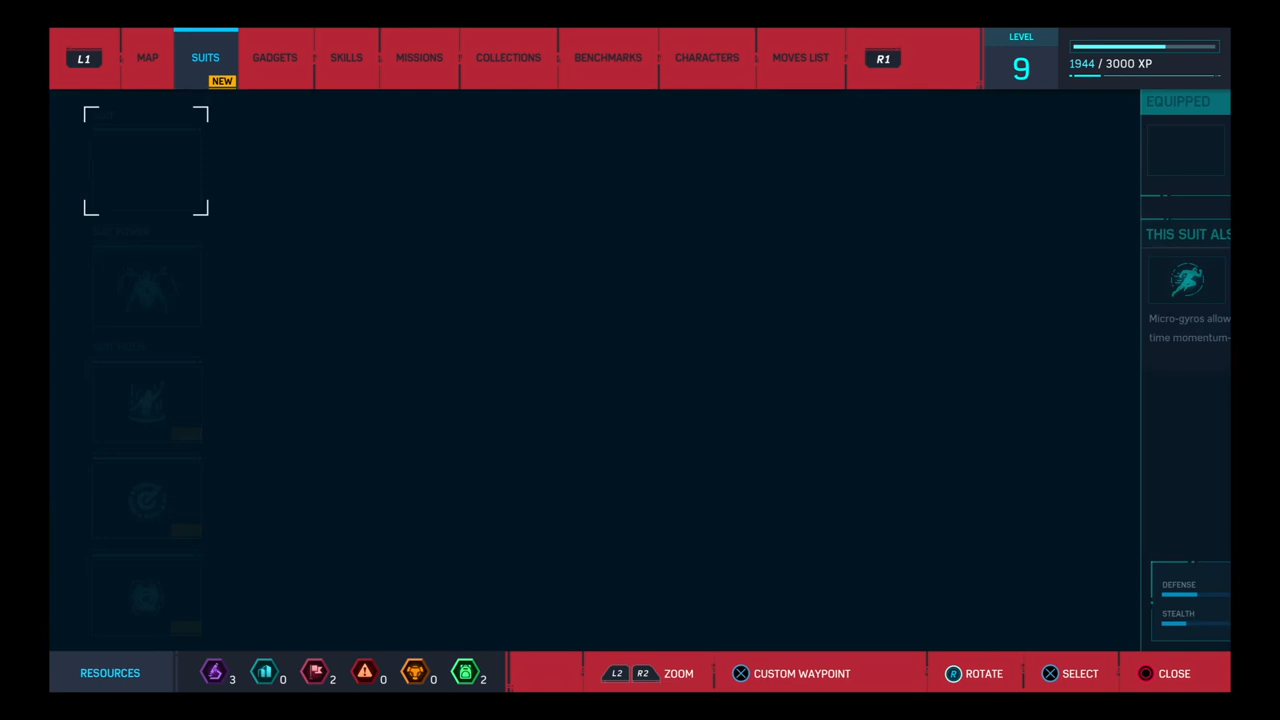 L1 MAP SUITS GADGETS SKILLS MISSIONS COLLECTIONS BENCHMARKS CHARACTERS MOVES LIST R1
NEW
LEVEL
9
1944 / 3000 XP
EQUIPPED
THIS SUIT ALS
Micro-gyros allow
time momentum-
DEFENSE
STEALTH
RESOURCES 3 0 2 0 0 2 L2 R2 ZOOM CUSTOM WAYPOINT R ROTATE SELECT CLOSE